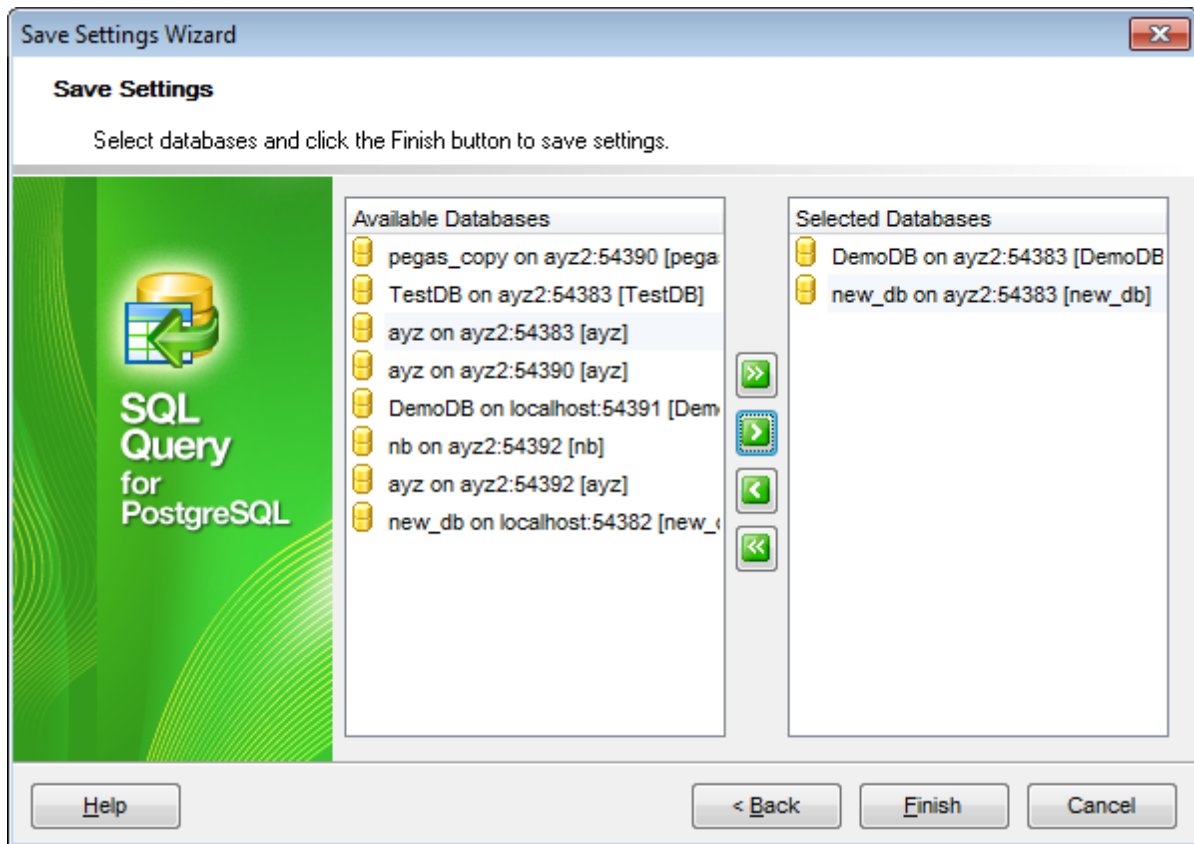 Save Settings Wizard
Save Settings
Select databases and click the Finish button to save settings.
SQL
Query
for
PostgreSQL
Available Databases
pegas_copy on ayz2:54390 [pega
TestDB on ayz2:54383 [TestDB]
ayz on ayz2:54383 [ayz]
ayz on ayz2:54390 [ayz]
DemoDB on localhost:54391 [Dem
nb on ayz2:54392 [nb]
ayz on ayz2:54392 [ayz]
new_db on localhost:54382 [new_
Selected Databases
DemoDB on ayz2:54383 [DemoDB
new_db on ayz2:54383 [new_db]
Help
< Back
Finish
Cancel